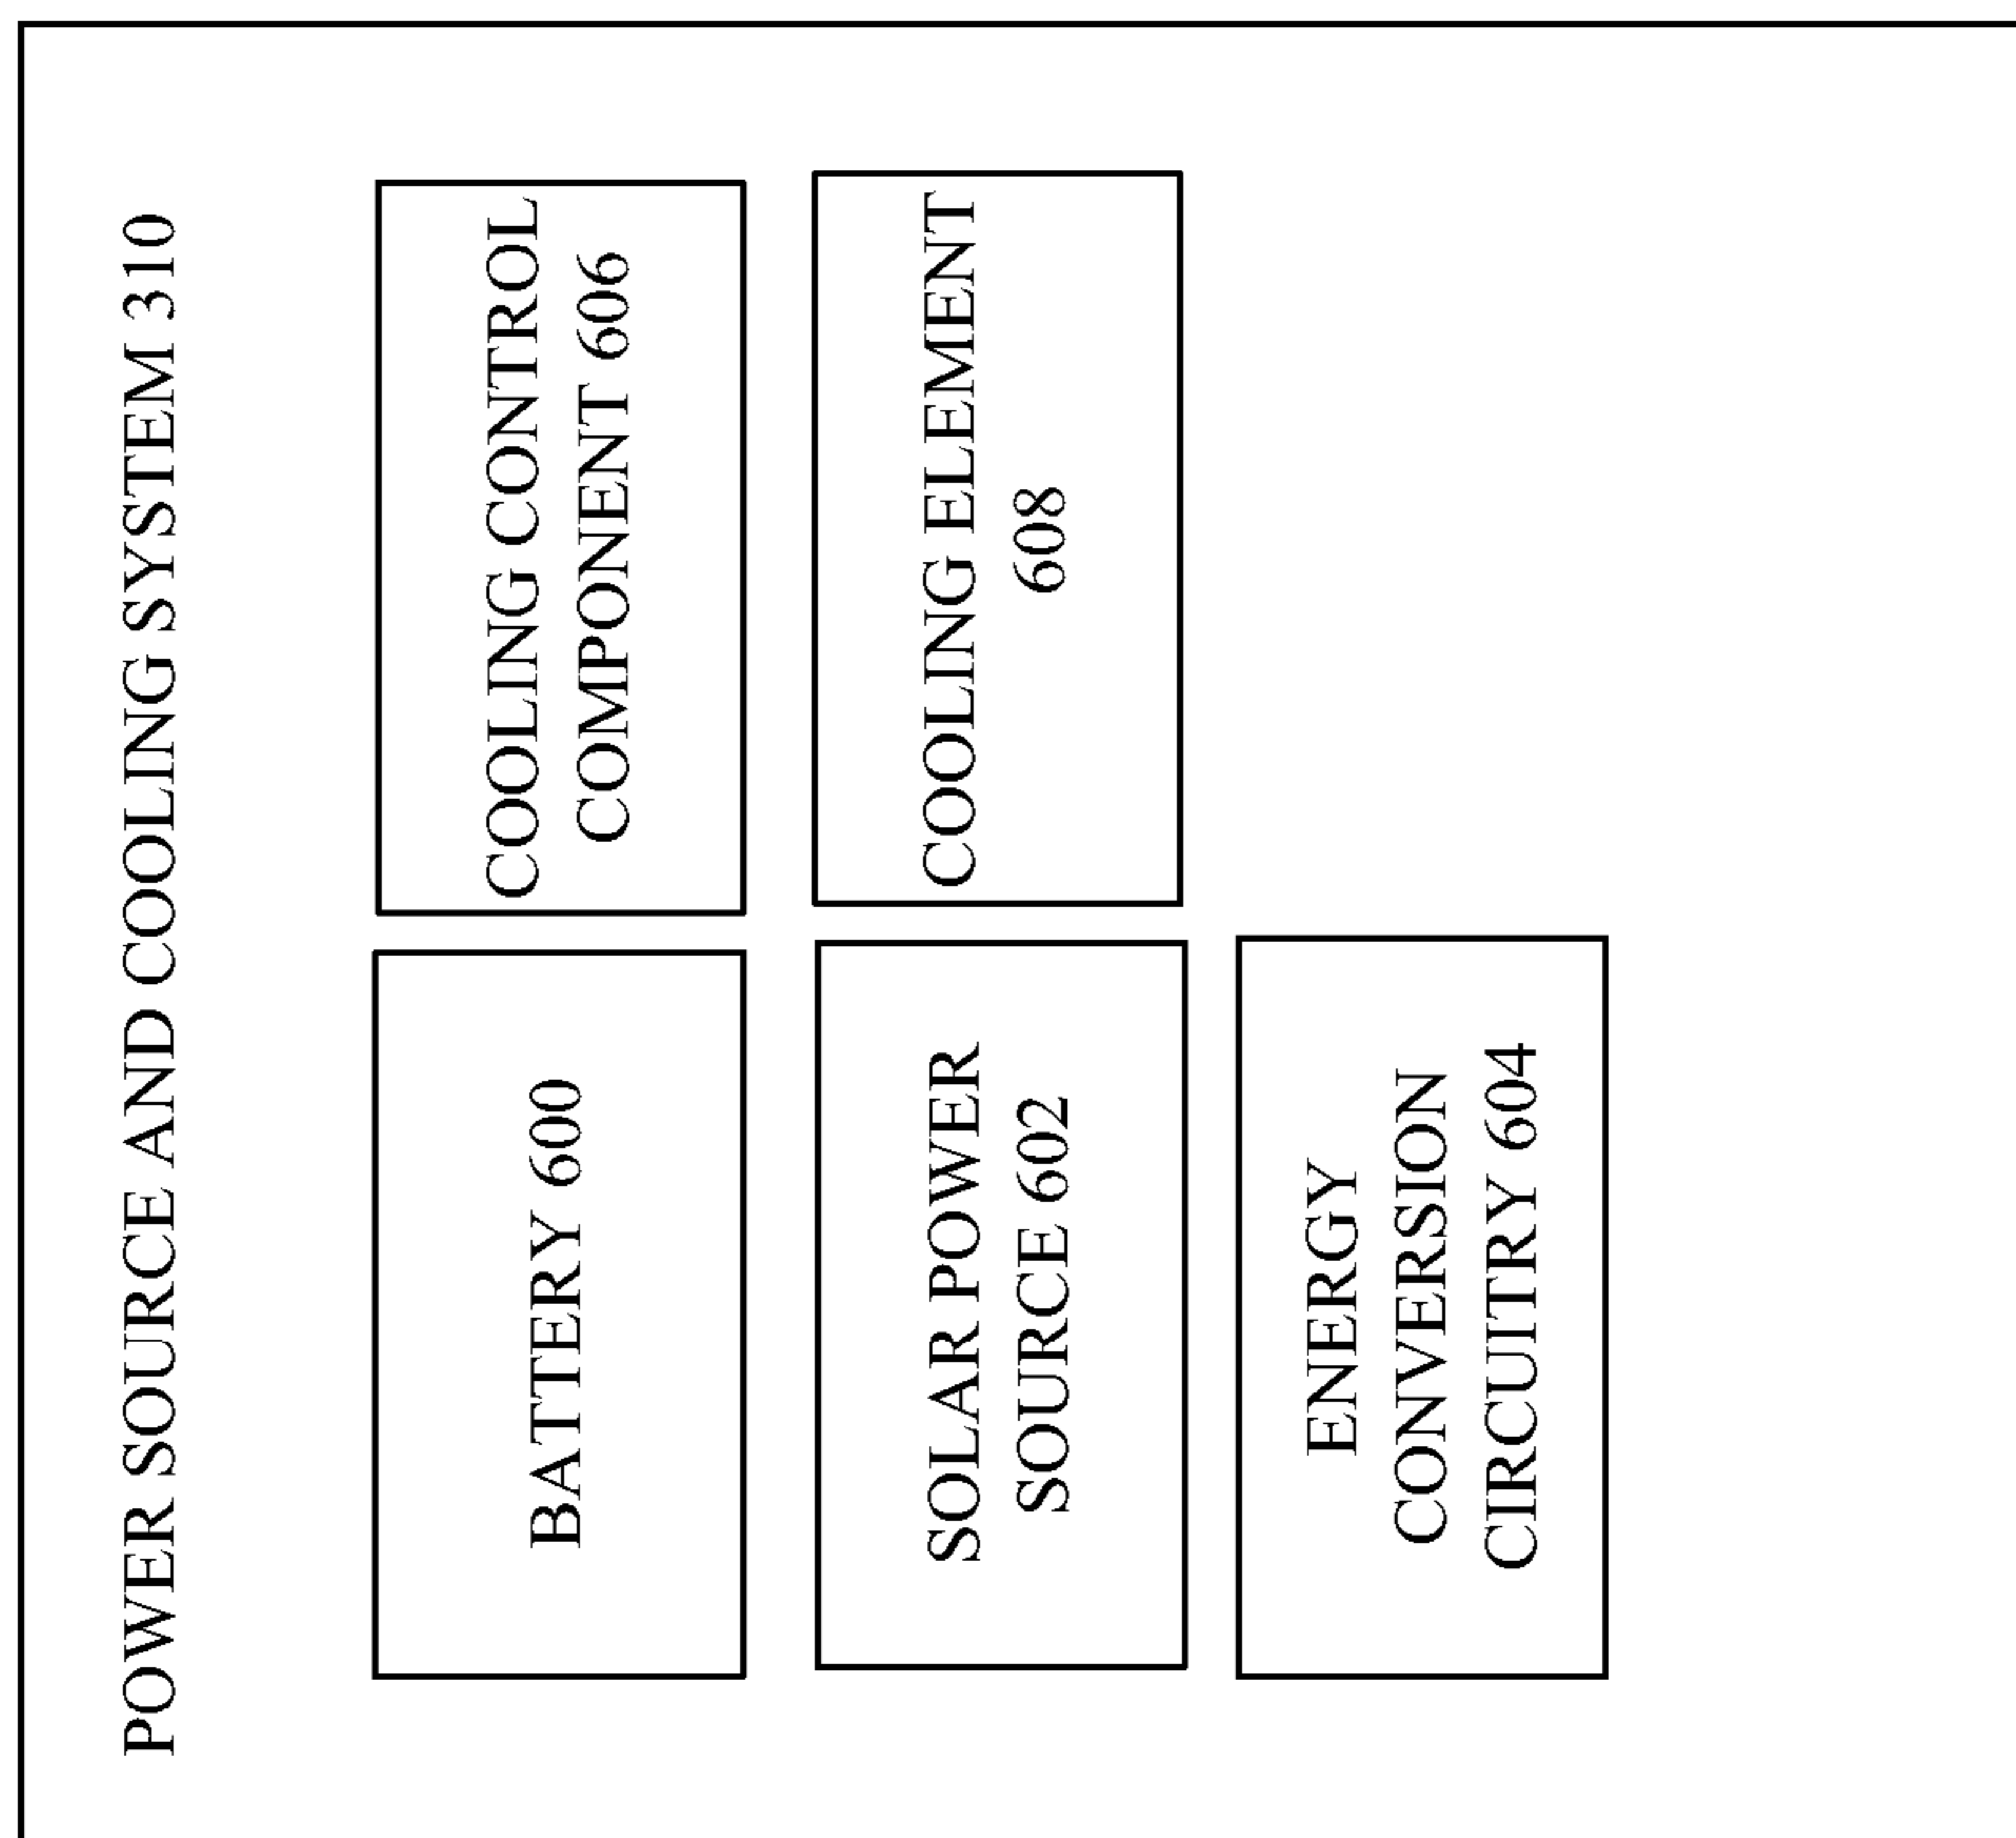 POWER SOURCE AND COOLING SYSTEM 310
BATTERY 600
COOLING CONTROL
COMPONENT 606
SOLAR POWER
SOURCE 602
COOLING ELEMENT
608
ENERGY
CONVERSION
CIRCUITRY 604